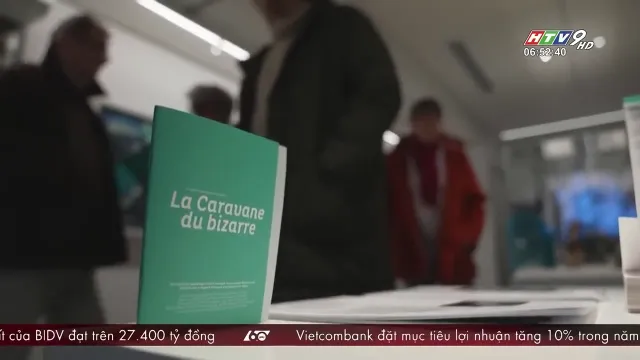 HTV9 HD
06:52:40
La Caravane
du bizarre
ất của BIDV đạt trên 27.400 tỷ đồng
Vietcombank đặt mục tiêu lợi nhuận tăng 10% trong năm